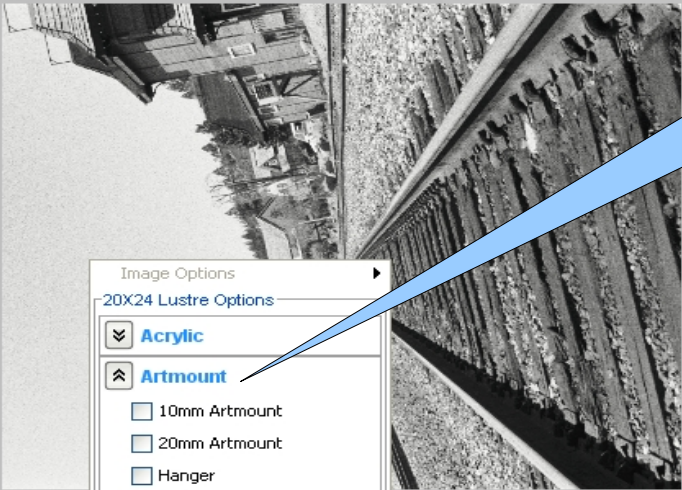 Image Options
20X24 Lustre Options
Acrylic
Artmount
10mm Artmount
20mm Artmount
Hanger